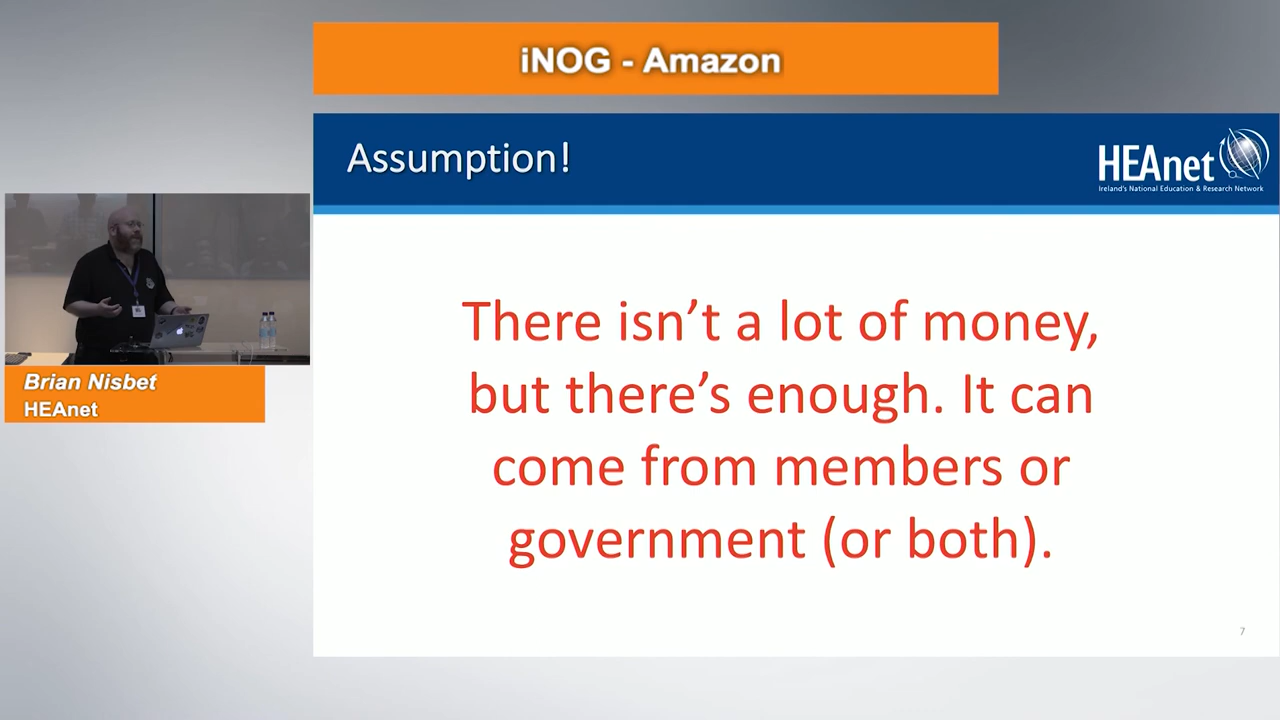 iNOG - Amazon
Assumption!
HEAnet
Ireland's National Education & Research Network
There isn't a lot of money,
but there's enough. It can
come from members or
government (or both).
7
Brian Nisbet
HEAnet